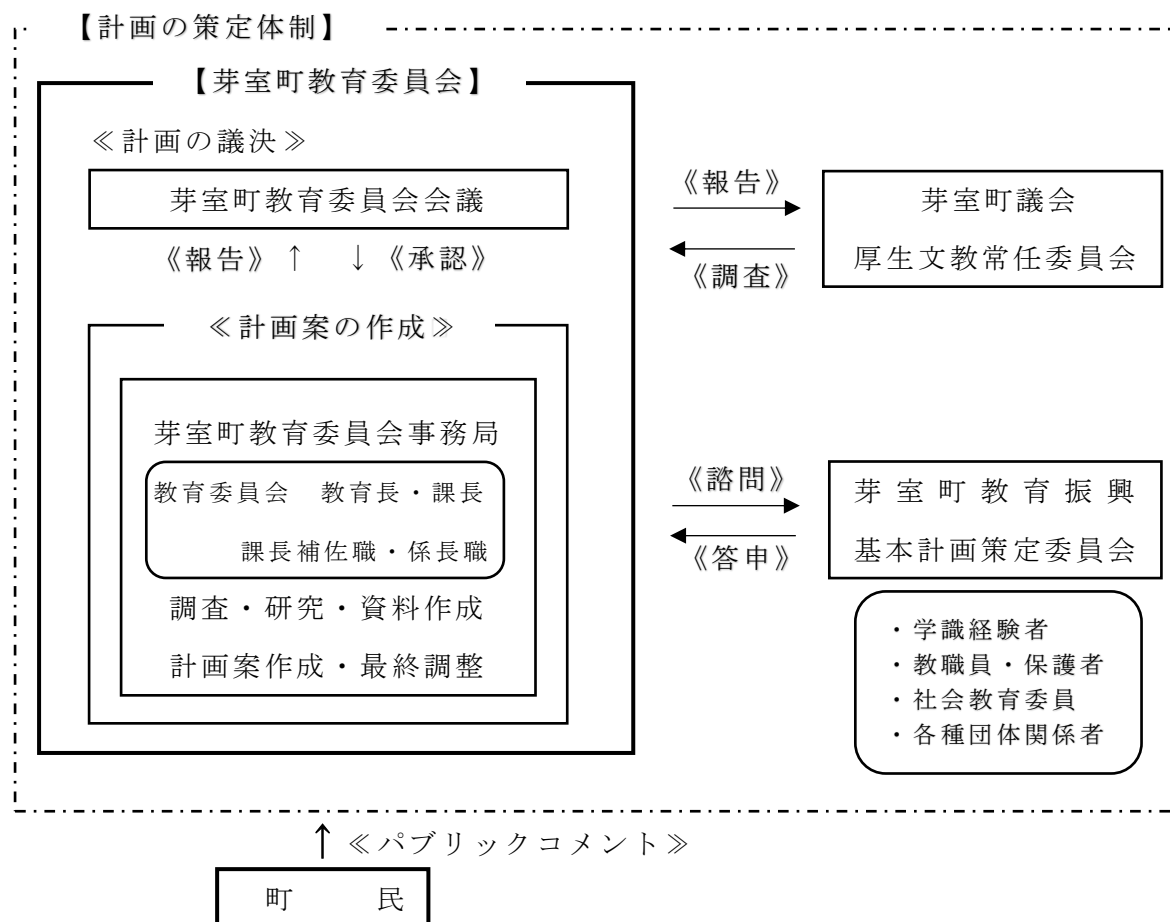 【計画の策定体制】
【芽室町教育委員会】
≪計画の議決≫
芽室町教育委員会会議
《報告》↑ ↓《承認》
≪計画案の作成≫
芽室町教育委員会事務局
教育委員会 教育長・課長
課長補佐職・係長職
調査・研究・資料作成
計画案作成・最終調整
《報告》
《調査》
芽室町議会
厚生文教常任委員会
《諮問》
《答申》
芽室町教育振興
基本計画策定委員会
・学識経験者
・教職員・保護者
・社会教育委員
・各種団体関係者
↑≪パブリックコメント≫
町 民